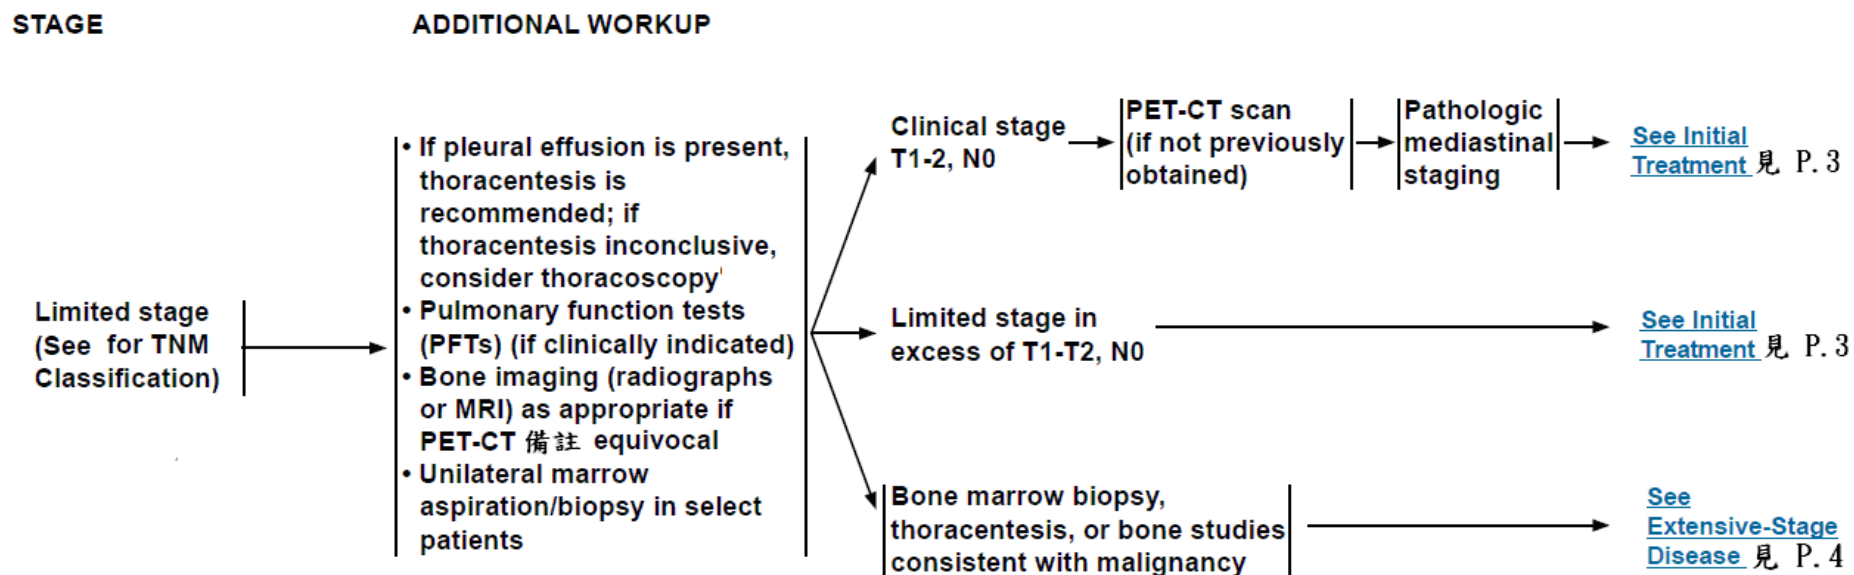 STAGE
ADDITIONAL WORKUP
Limited stage
(See for TNM
Classification)
• If pleural effusion is present,
thoracentesis is
recommended; if
thoracentesis inconclusive,
consider thoracoscopy
• Pulmonary function tests
(PFTs) (if clinically indicated)
• Bone imaging (radiographs
or MRI) as appropriate if
PET-CT 備註 equivocal
• Unilateral marrow
aspiration/biopsy in select
patients
Clinical stage
T1-2, N0
PET-CT scan
(if not previously
obtained)
Pathologic
mediastinal
staging
See Initial
Treatment 見 P. 3
Limited stage in
excess of T1-T2, N0
See Initial
Treatment 見 P. 3
Bone marrow biopsy,
thoracentesis, or bone studies
consistent with malignancy
See
Extensive-Stage
Disease 見 P. 4